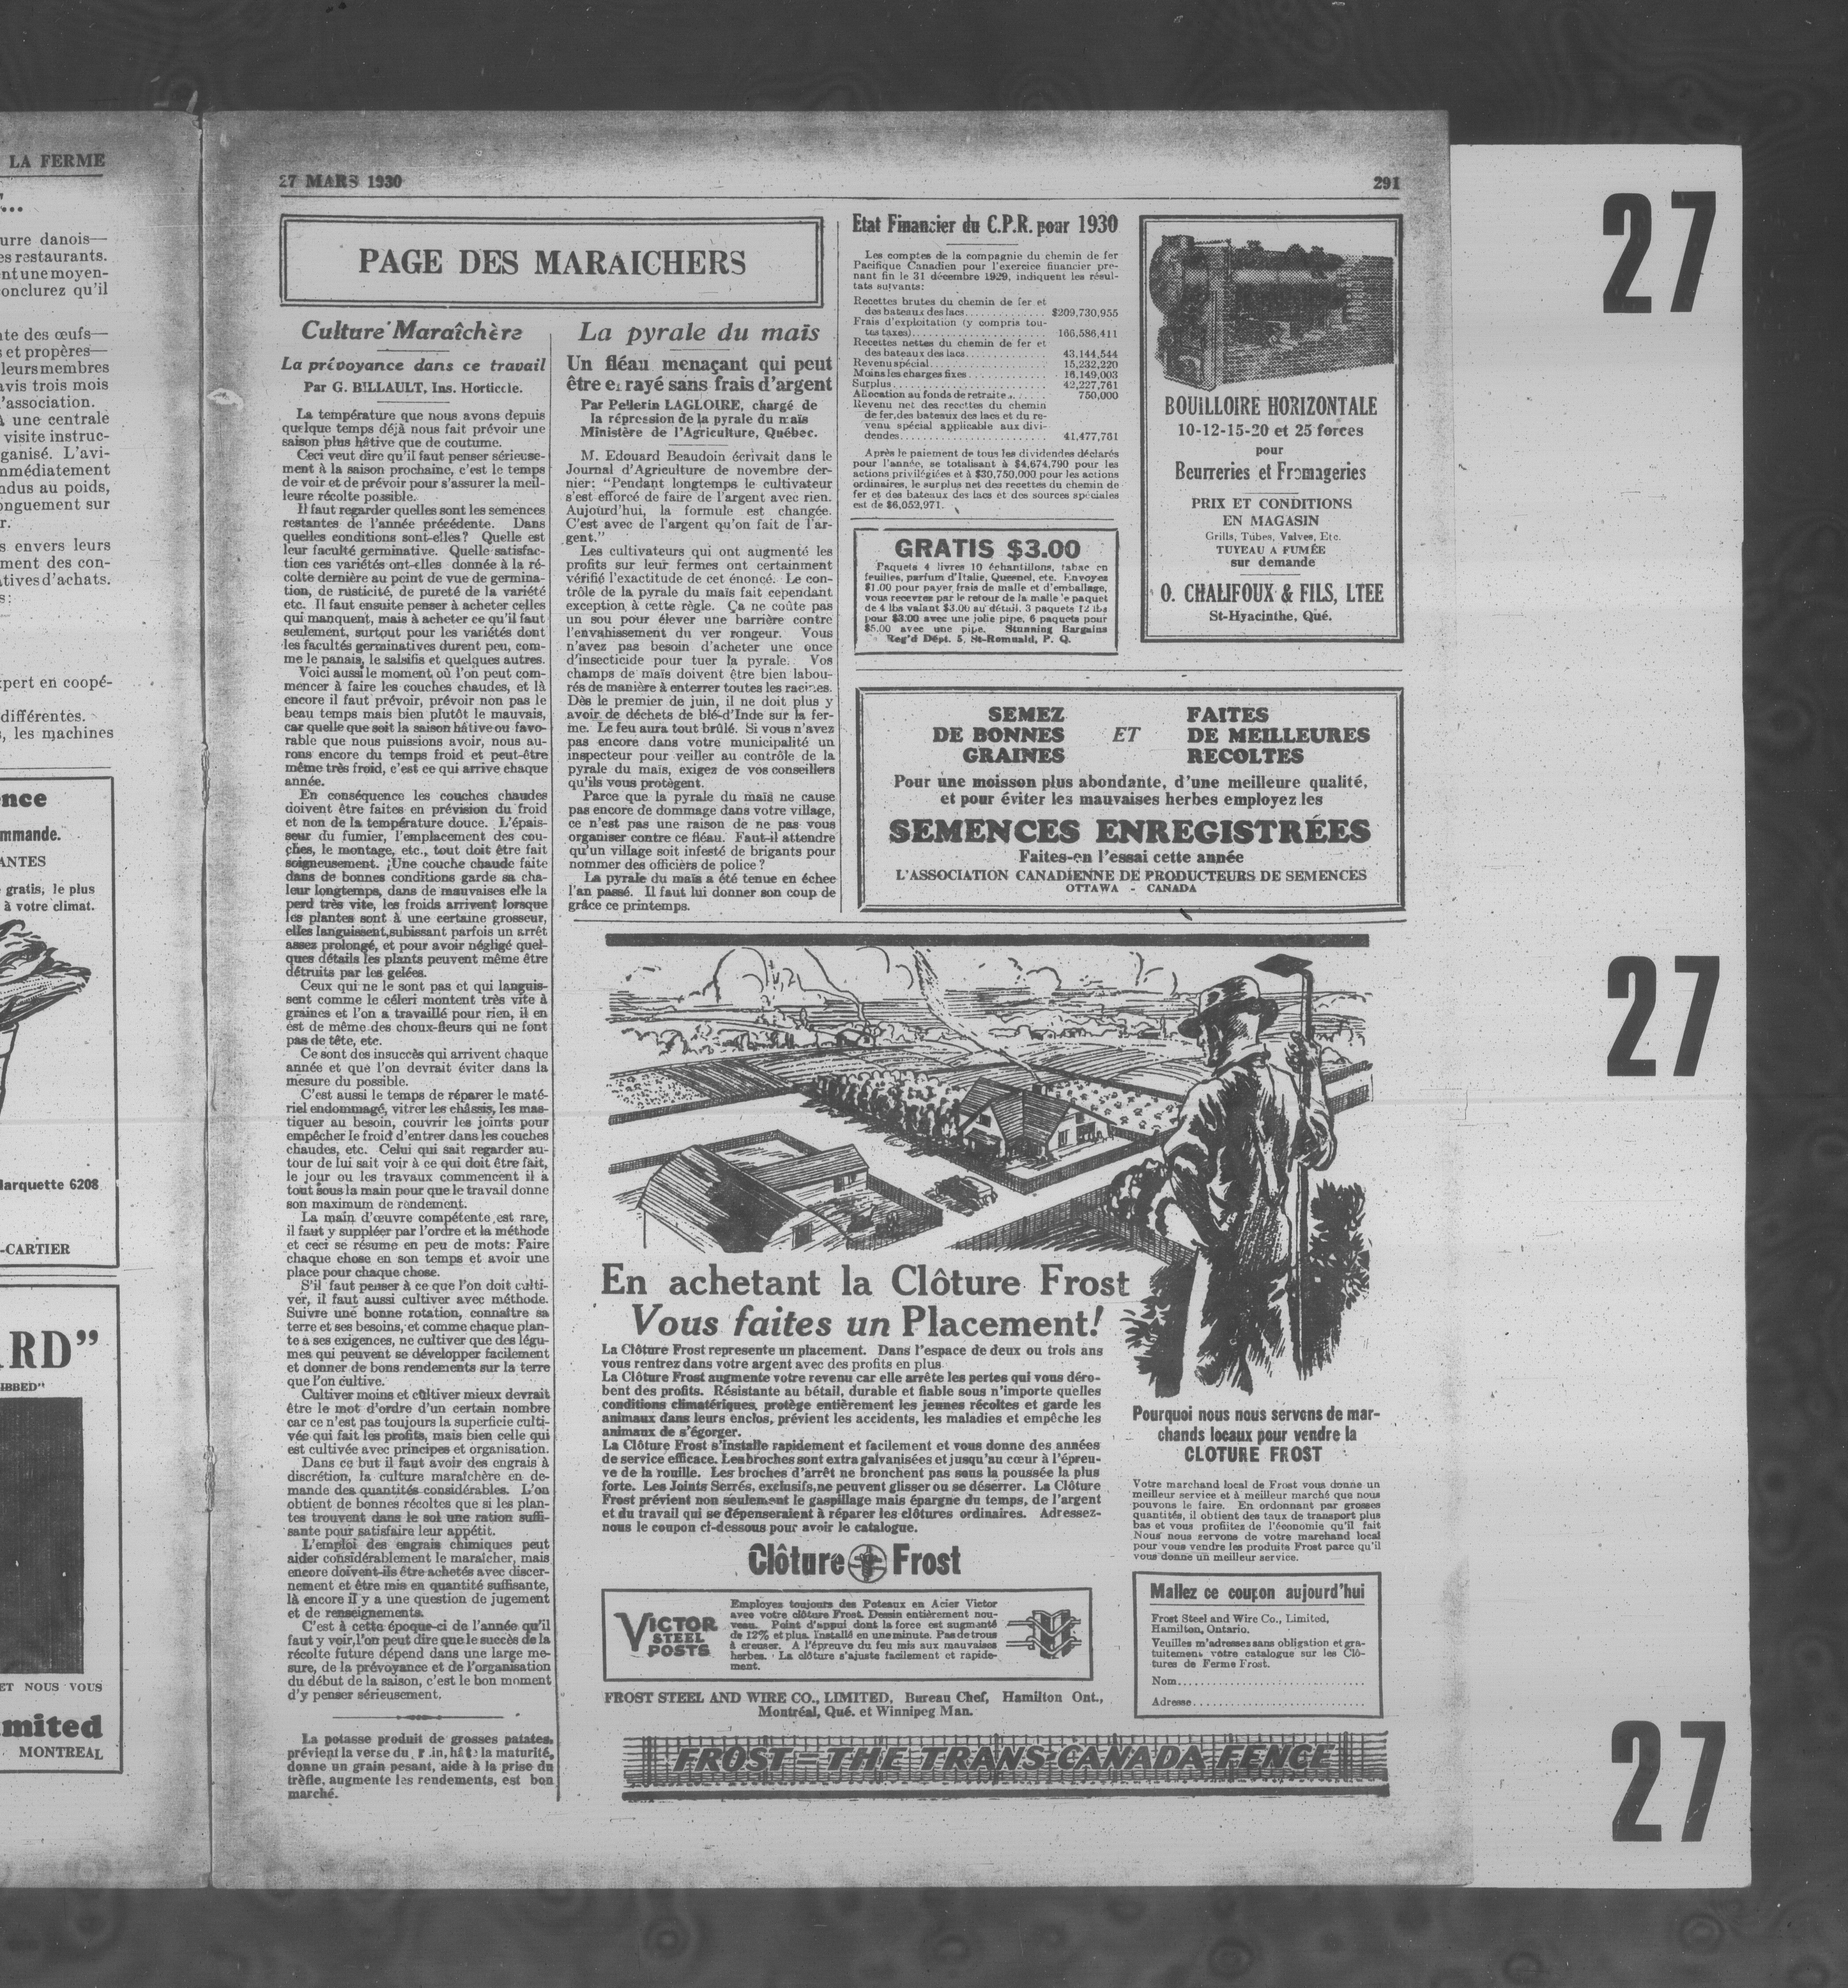 LA FERME
urre danois—
es restaurants.
nt une moyen-
onclurez qu'il
te des œufs—
s et propères—
leurs membres
avis trois mois
l'association.
à une centrale
visite instruc-
ganisé. L'avi-
mmédiatement
ndus au poids,
onguement sur
r.
s envers leurs
ment des con-
atives d'achats.
s:
xpert en coopé-
différentes.
s, les machines
nce
mmande.
ANTES
gratis, le plus
à votre climat.
larquette 6208
-CARTIER
RD"
IBBED"
ET NOUS VOUS
mited
MONTREAL
27 MARS 1930
291
PAGE DES MARAICHERS
Culture Maraîchère
La prévoyance dans ce travail
Par G. BILLAULT, Ins. Horticle.
La température que nous avons depuis
quelque temps déjà nous fait prévoir une
saison plus hâtive que de coutume.
Ceci veut dire qu'il faut penser sérieuse-
ment à la saison prochaine, c'est le temps
de voir et de prévoir pour s'assurer la meil-
leure récolte possible.
Il faut regarder quelles sont les semences
restantes de l'année précédente. Dans
quelles conditions sont-elles? Quelle est
leur faculté germinative. Quelle satisfac-
tion ces variétés ont-elles donnée à la ré-
colte dernière au point de vue de germina-
tion, de rusticité, de pureté de la variété
etc. Il faut ensuite penser à acheter celles
qui manquent, mais à acheter ce qu'il faut
seulement, surtout pour les variétés dont
les facultés germinatives durent peu, com-
me le panais, le salsifis et quelques autres.
Voici aussi le moment où l'on peut com-
mencer à faire les couches chaudes, et là
encore il faut prévoir, prévoir non pas le
beau temps mais bien plutôt le mauvais,
car quelle que soit la saison hâtive ou favo-
rable que nous puissions avoir, nous au-
rons encore du temps froid et peut-être
même très froid, c'est ce qui arrive chaque
année.
En conséquence les couches chaudes
doivent être faites en prévision du froid
et non de la température douce. L'épais-
seur du fumier, l'emplacement des cou-
ches, le montage, etc., tout doit être fait
soigneusement. Une couche chaude faite
dans de bonnes conditions garde sa cha-
leur longtemps, dans de mauvaises elle la
perd très vite, les froids arrivent lorsque
les plantes sont à une certaine grosseur,
elles languissent, subissant parfois un arrêt
assez prolongé, et pour avoir négligé quel-
ques détails les plants peuvent même être
détruits par les gelées.
Ceux qui ne le sont pas et qui languis-
sent comme le céleri montent très vite à
graines et l'on a travaillé pour rien, il en
est de même des choux-fleurs qui ne font
pas de tête, etc.
Ce sont des insuccès qui arrivent chaque
année et que l'on devrait éviter dans la
mesure du possible.
C'est aussi le temps de réparer le maté-
riel endommagé, vitrer les châssis, les mas-
tiquer au besoin, couvrir les joints pour
empêcher le froid d'entrer dans les couches
chaudes, etc. Celui qui sait regarder au-
tour de lui sait voir à ce qui doit être fait,
le jour ou les travaux commencent il a
tout sous la main pour que le travail donne
son maximum de rendement.
La main d'œuvre compétente est rare,
il faut y suppléer par l'ordre et la méthode
et ceci se résume en peu de mots: Faire
chaque chose en son temps et avoir une
place pour chaque chose.
S'il faut penser à ce que l'on doit culti-
ver, il faut aussi cultiver avec méthode.
Suivre une bonne rotation, connaître sa
terre et ses besoins, et comme chaque plan-
te a ses exigences, ne cultiver que des légu-
mes qui peuvent se développer facilement
et donner de bons rendements sur la terre
que l'on cultive.
Cultiver moins et cultiver mieux devrait
être le mot d'ordre d'un certain nombre
car ce n'est pas toujours la superficie culti-
vée qui fait les profits, mais bien celle qui
est cultivée avec principes et organisation.
Dans ce but il faut avoir des engrais à
discrétion, la culture maraîchère en de-
mande des quantités considérables. L'on
obtient de bonnes récoltes que si les plan-
tes trouvent dans le sol une ration suffi-
sante pour satisfaire leur appétit.
L'emploi des engrais chimiques peut
aider considérablement le maraîcher, mais
encore doivent-ils être achetés avec discer-
nement et être mis en quantité suffisante,
là encore il y a une question de jugement
et de renseignements.
C'est à cette époque-ci de l'année qu'il
faut y voir, l'on peut dire que le succès de la
récolte future dépend dans une large me-
sure, de la prévoyance et de l'organisation
du début de la saison, c'est le bon moment
d'y penser sérieusement.
La potasse produit de grosses patates,
prévient la verse du grain, hâte la maturité,
donne un grain pesant, aide à la prise du
trèfle, augmente les rendements, est bon
marché.
La pyrale du maïs
Un fléau menaçant qui peut
être enrayé sans frais d'argent
Par Pellerin LAGLOIRE, chargé de
la répression de la pyrale du maïs
Ministère de l'Agriculture, Québec.
M. Edouard Beaudoin écrivait dans le
Journal d'Agriculture de novembre der-
nier: "Pendant longtemps le cultivateur
s'est efforcé de faire de l'argent avec rien.
Aujourd'hui, la formule est changée.
C'est avec de l'argent qu'on fait de l'ar-
gent."
Les cultivateurs qui ont augmenté les
profits sur leur fermes ont certainement
vérifié l'exactitude de cet énoncé. Le con-
trôle de la pyrale du maïs fait cependant
exception à cette règle. Ça ne coûte pas
un sou pour élever une barrière contre
l'envahissement du ver rongeur. Vous
n'avez pas besoin d'acheter une once
d'insecticide pour tuer la pyrale. Vos
champs de maïs doivent être bien labou-
rés de manière à enterrer toutes les racines.
Dès le premier de juin, il ne doit plus y
avoir de déchets de blé-d'Inde sur la fer-
me. Le feu aura tout brûlé. Si vous n'avez
pas encore dans votre municipalité un
inspecteur pour veiller au contrôle de la
pyrale du maïs, exigez de vos conseillers
qu'ils vous protègent.
Parce que la pyrale du maïs ne cause
pas encore de dommage dans votre village,
ce n'est pas une raison de ne pas vous
organiser contre ce fléau. Faut-il attendre
qu'un village soit infesté de brigants pour
nommer des officiers de police?
La pyrale du maïs a été tenue en échec
l'an passé. Il faut lui donner son coup de
grâce ce printemps.
Etat Financier du C.P.R. pour 1930
Les comptes de la compagnie du chemin de fer
Pacifique Canadien pour l'exercice financier pre-
nant fin le 31 décembre 1929, indiquent les résul-
tats suivants:
Recettes brutes du chemin de fer et
des bateaux des lacs.............. $209,730,955
Frais d'exploitation (y compris tou-
tes taxes)....................... 166,586,411
Recettes nettes du chemin de fer et
des bateaux des lacs.............. 43,144,544
Revenu spécial.................... 15,232,220
Moins les charges fixes............ 16,149,003
Surplus........................... 42,227,761
Allocation au fonds de retraite....... 750,000
Revenu net des recettes du chemin
de fer, des bateaux des lacs et du re-
venu spécial applicable aux divi-
dendes........................... 41,477,761
Après le paiement de tous les dividendes déclarés
pour l'année, se totalisant à $4,674,790 pour les
actions privilégiées et à $30,750,000 pour les actions
ordinaires, le surplus net des recettes du chemin de
fer et des bateaux des lacs et des sources spéciales
est de $6,052,971.
GRATIS $3.00
Paquets 4 livres 10 échantillons, tabac en
feuilles, parfum d'Italie, Quesnel, etc. Envoyez
$1.00 pour payer frais de malle et d'emballage,
vous recevrez par le retour de la malle le paquet
de 4 lbs valant $3.00 au détail. 3 paquets 12 lbs
pour $3.00 avec une jolie pipe, 6 paquets pour
$5.00 avec une pipe. Stunning Bargains
Reg'd Dépt. 5, St-Romuald, P. Q.
BOUILLOIRE HORIZONTALE
10-12-15-20 et 25 forces
pour
Beurreries et Fromageries
PRIX ET CONDITIONS
EN MAGASIN
Grills, Tubes, Valves, Etc.
TUYEAU A FUMÉE
sur demande
O. CHALIFOUX & FILS, LTEE
St-Hyacinthe, Qué.
SEMEZ
DE BONNES
GRAINES
ET
FAITES
DE MEILLEURES
RECOLTES
Pour une moisson plus abondante, d'une meilleure qualité,
et pour éviter les mauvaises herbes employez les
SEMENCES ENREGISTRÉES
Faites-en l'essai cette année
L'ASSOCIATION CANADIENNE DE PRODUCTEURS DE SEMENCES
OTTAWA - CANADA
En achetant la Clôture Frost
Vous faites un Placement!
La Clôture Frost represente un placement. Dans l'espace de deux ou trois ans
vous rentrez dans votre argent avec des profits en plus
La Clôture Frost augmente votre revenu car elle arrête les pertes qui vous déro-
bent des profits. Résistante au bétail, durable et fiable sous n'importe quelles
conditions climatériques, protège entièrement les jeunes récoltes et garde les
animaux dans leurs enclos, prévient les accidents, les maladies et empêche les
animaux de s'égorger.
La Clôture Frost s'installe rapidement et facilement et vous donne des années
de service efficace. Les broches sont extra galvanisées et jusqu'au cœur à l'épreu-
ve de la rouille. Les broches d'arrêt ne bronchent pas sous la poussée la plus
forte. Les Joints Serrés, exclusifs, ne peuvent glisser ou se déserrer. La Clôture
Frost prévient non seulement le gaspillage mais épargne du temps, de l'argent
et du travail qui se dépenseraient à réparer les clôtures ordinaires. Adressez-
nous le coupon ci-dessous pour avoir le catalogue.
Clôture Frost
VICTOR
STEEL
POSTS
Employez toujours des Poteaux en Acier Victor
avec votre clôture Frost. Dessin entièrement nou-
veau. Point d'appui dont la force est augmenté
de 12% et plus. Installé en une minute. Pas de trous
à creuser. A l'épreuve du feu mis aux mauvaises
herbes. La clôture s'ajuste facilement et rapide-
ment.
FROST STEEL AND WIRE CO., LIMITED, Bureau Chef, Hamilton Ont.,
Montréal, Qué. et Winnipeg Man.
Pourquoi nous nous servons de mar-
chands locaux pour vendre la
CLOTURE FROST
Votre marchand local de Frost vous donne un
meilleur service et à meilleur marché que nous
pouvons le faire. En ordonnant par grosses
quantités, il obtient des taux de transport plus
bas et vous profiites de l'économie qu'il fait
Nous nous servons de votre marchand local
pour vous vendre les produits Frost parce qu'il
vous donne un meilleur service.
Mallez ce coupon aujourd'hui
Frost Steel and Wire Co., Limited,
Hamilton, Ontario.
Veuilles m'adresser sans obligation et gra-
tuitement votre catalogue sur les Clô-
tures de Ferme Frost.
Nom..............................
Adresse...........................
FROST = THE TRANS-CANADA FENCE
27
27
27